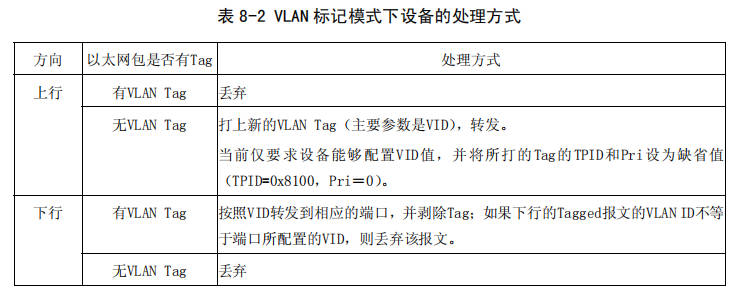 表 8-2 VLAN 标记模式下设备的处理方式
方向 以太网包是否有Tag 处理方式
上行 有VLAN Tag 丢弃
无VLAN Tag 打上新的VLAN Tag（主要参数是VID），转发。
当前仅要求设备能够配置VID值，并将所打的Tag的TPID和Pri设为缺省值
（TPID=0x8100，Pri＝0）。
下行 有VLAN Tag 按照VID转发到相应的端口，并剥除Tag；如果下行的Tagged报文的VLAN ID不等
于端口所配置的VID，则丢弃该报文。
无VLAN Tag 丢弃